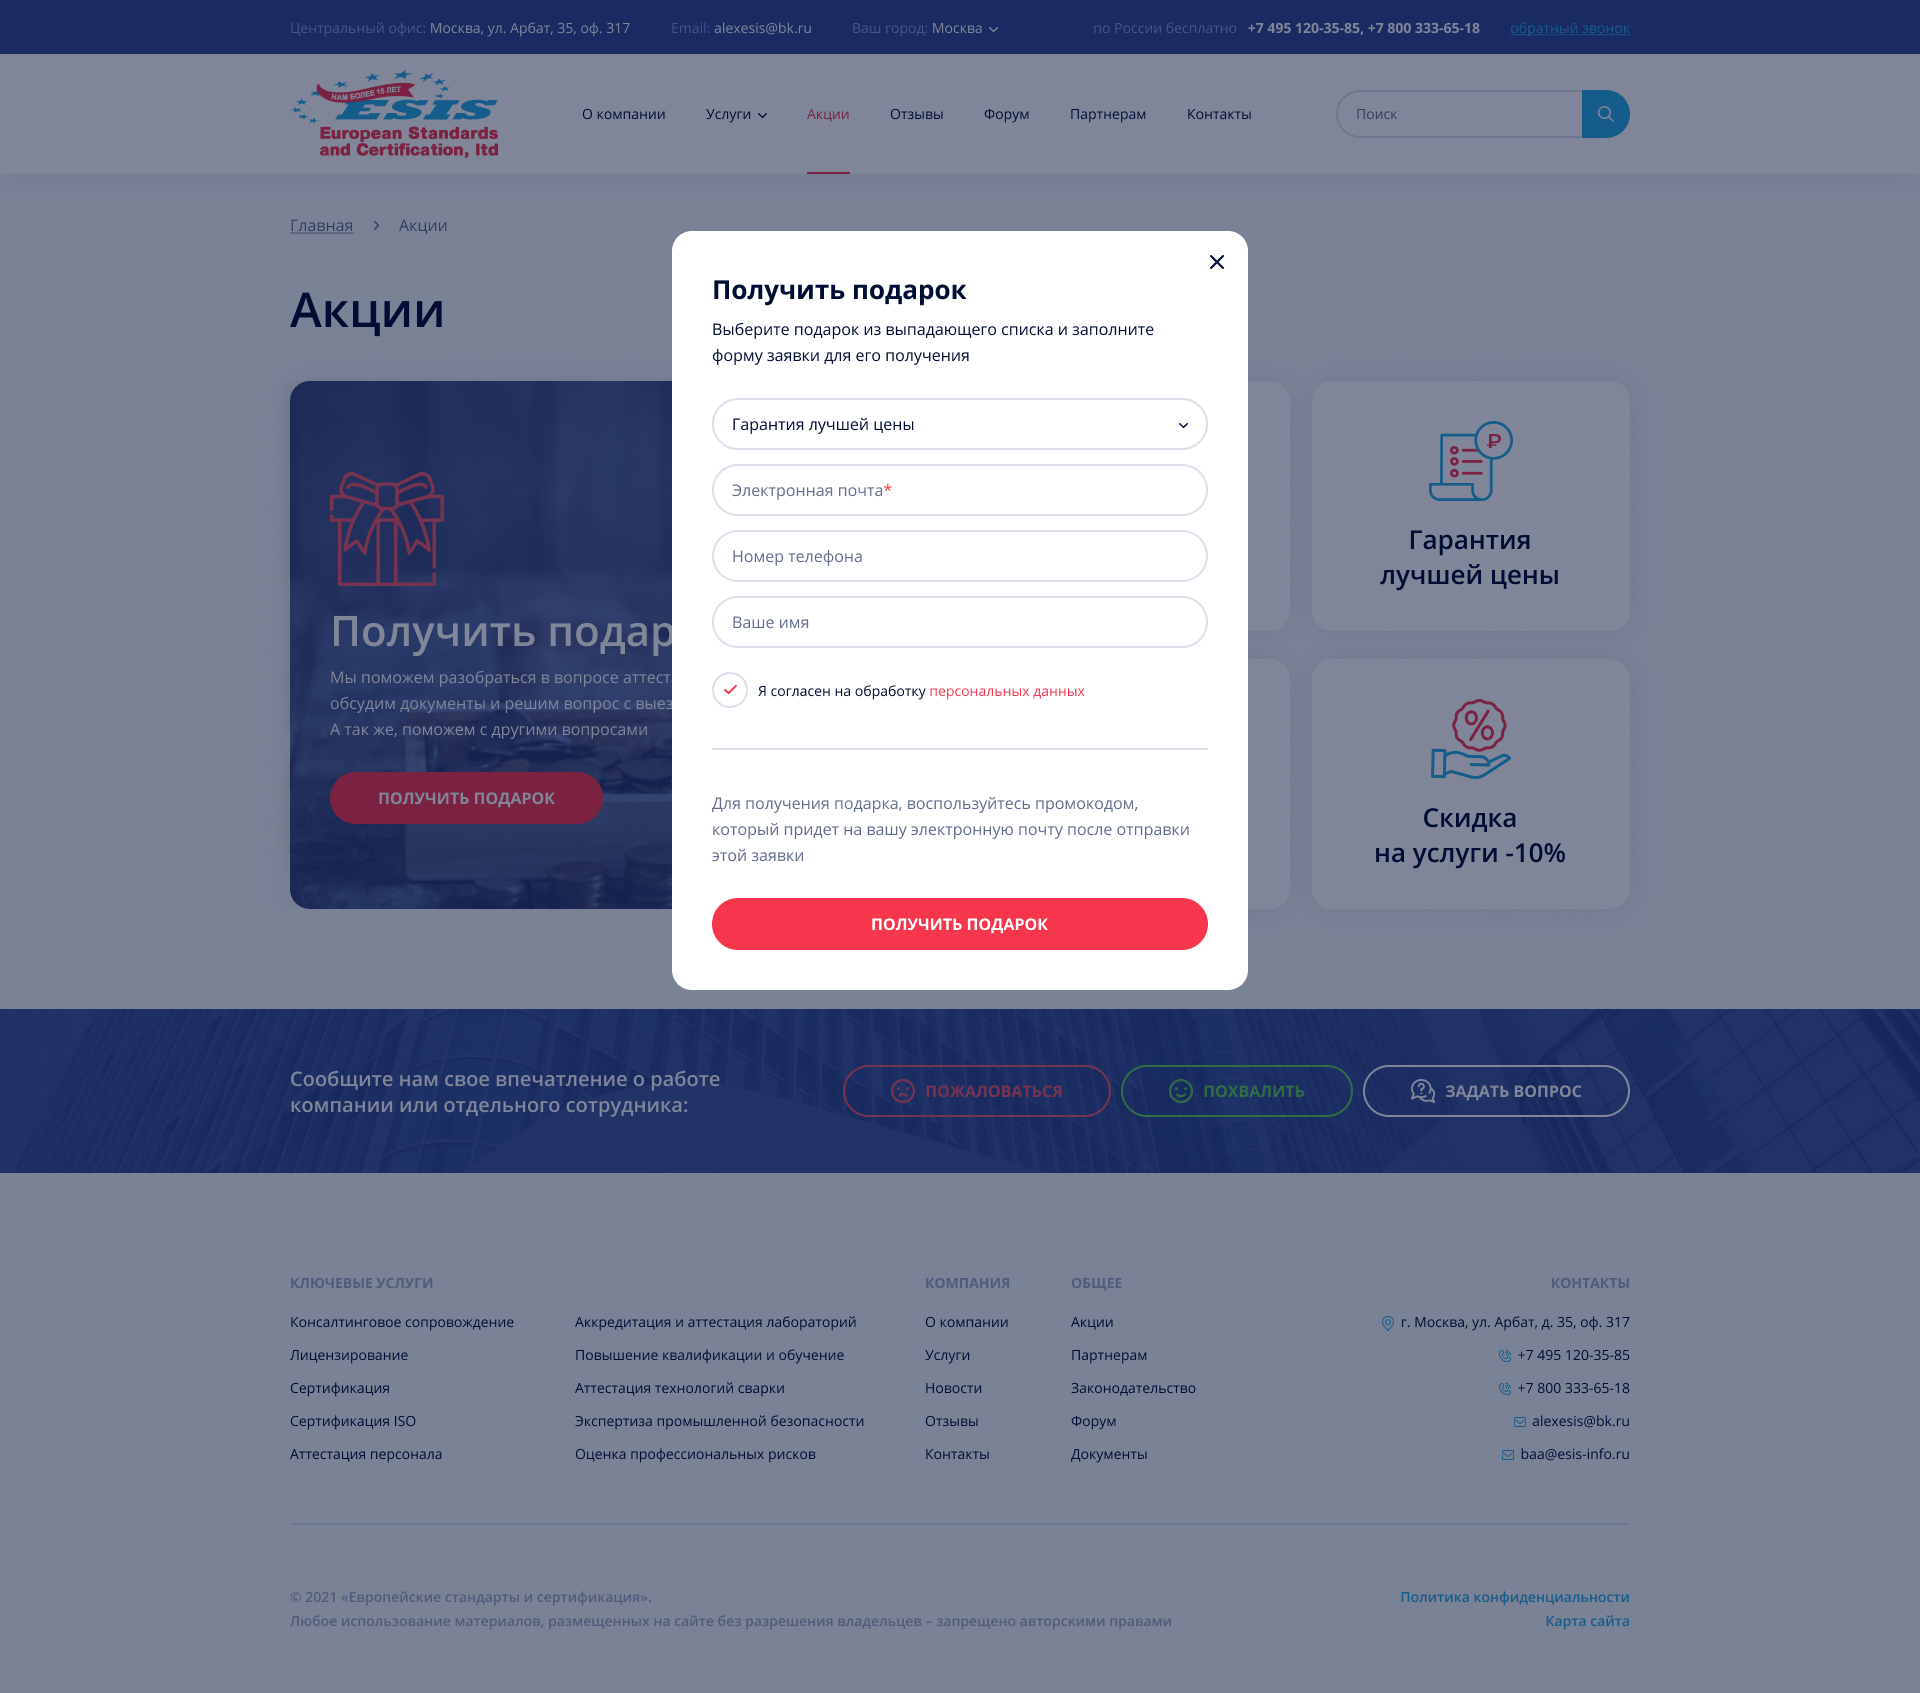 Центральный офис: Москва, ул. Арбат, 35, оф. 317
Email: alexesis@bk.ru
Ваш город: Москва
по России бесплатно +7 495 120-35-85, +7 800 333-65-18
обратный звонок
НАМ БОЛЕЕ 15 ЛЕТ
ESIS
European Standards
and Certification, ltd
О компании
Услуги
Акции
Отзывы
Форум
Партнерам
Контакты
Поиск
Главная
Акции
Акции
Получить подар
Мы поможем разобраться в вопросе аттест
обсудим документы и решим вопрос с выез
А так же, поможем с другими вопросами
ПОЛУЧИТЬ ПОДАРОК
Получить подарок
Выберите подарок из выпадающего списка и заполните
форму заявки для его получения
Гарантия лучшей цены
Электронная почта*
Номер телефона
Ваше имя
Я согласен на обработку персональных данных
Для получения подарка, воспользуйтесь промокодом,
который придет на вашу электронную почту после отправки
этой заявки
ПОЛУЧИТЬ ПОДАРОК
Гарантия
лучшей цены
Скидка
на услуги -10%
Сообщите нам свое впечатление о работе
компании или отдельного сотрудника:
ПОЖАЛОВАТЬСЯ
ПОХВАЛИТЬ
ЗАДАТЬ ВОПРОС
КЛЮЧЕВЫЕ УСЛУГИ
Консалтинговое сопровождение
Лицензирование
Сертификация
Сертификация ISO
Аттестация персонала
Аккредитация и аттестация лабораторий
Повышение квалификации и обучение
Аттестация технологий сварки
Экспертиза промышленной безопасности
Оценка профессиональных рисков
КОМПАНИЯ
О компании
Услуги
Новости
Отзывы
Контакты
ОБЩЕЕ
Акции
Партнерам
Законодательство
Форум
Документы
КОНТАКТЫ
г. Москва, ул. Арбат, д. 35, оф. 317
+7 495 120-35-85
+7 800 333-65-18
alexesis@bk.ru
baa@esis-info.ru
© 2021 «Европейские стандарты и сертификация».
Любое использование материалов, размещенных на сайте без разрешения владельцев – запрещено авторскими правами
Политика конфиденциальности
Карта сайта